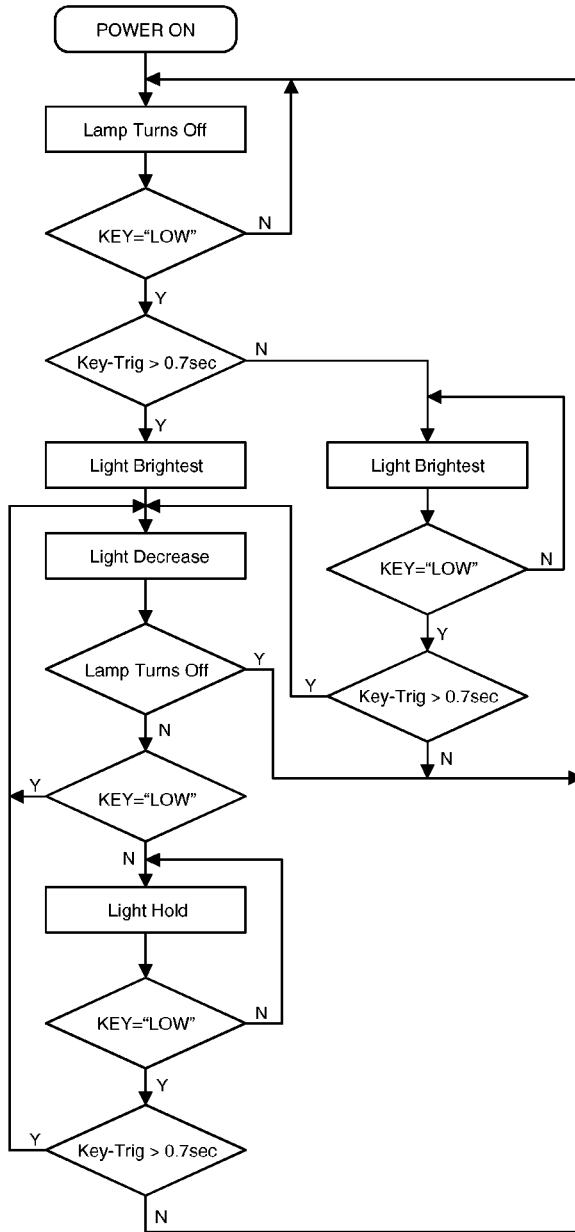 POWER ON
Lamp Turns Off
KEY=“LOW”
N
Y
Key-Trig > 0.7sec
N
Y
Light Brightest
Light Brightest
Light Decrease
KEY=“LOW”
N
Y
Lamp Turns Off
Y
Y
Key-Trig > 0.7sec
N
N
Y
KEY=“LOW”
N
Light Hold
KEY=“LOW”
N
Y
Y
Key-Trig > 0.7sec
N